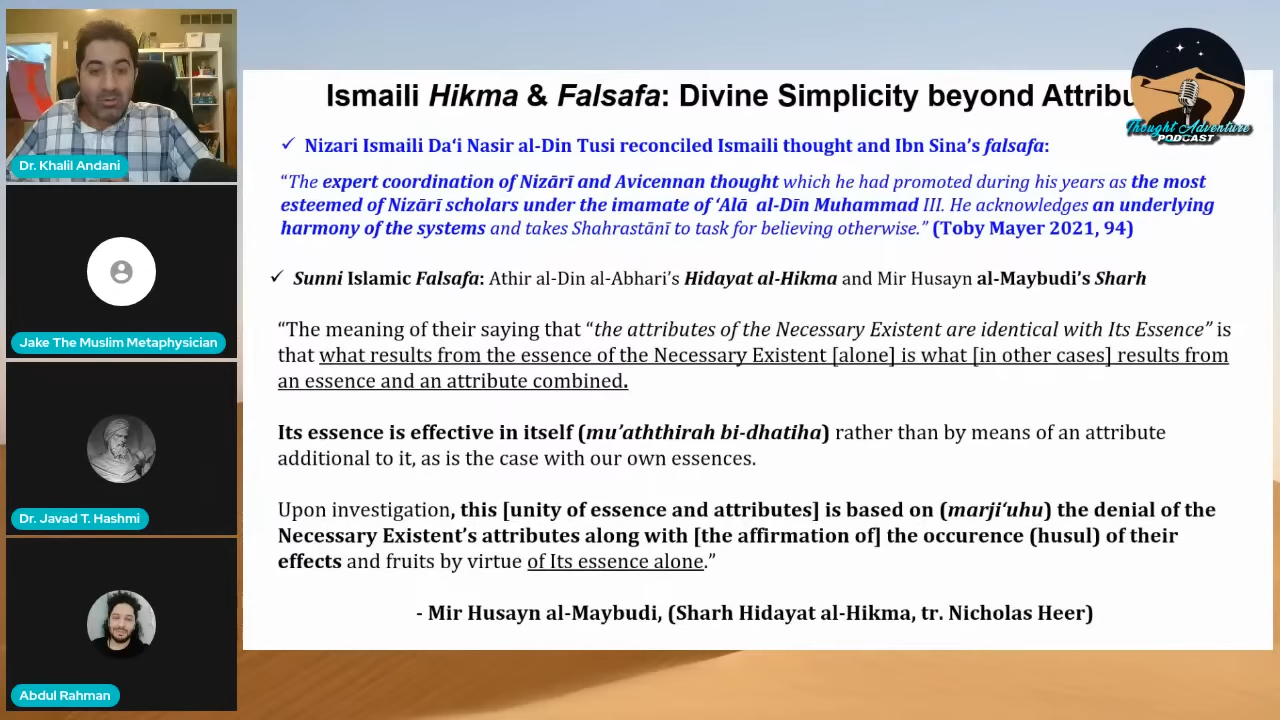 Dr. Khalil Andani
Jake The Muslim Metaphysician
Dr. Javad T. Hashmi
Abdul Rahman
Thought Adventure
PODCAST
Ismaili Hikma & Falsafa: Divine Simplicity beyond
✓ Nizari Ismaili Da‘i Nasir al-Din Tusi reconciled Ismaili thought and Ibn Sina’s falsafa:
“The expert coordination of Nizārī and Avicennan thought which he had promoted during his years as the most
esteemed of Nizārī scholars under the imamate of ‘Alā al-Dīn Muhammad III. He acknowledges an underlying
harmony of the systems and takes Shahrastānī to task for believing otherwise.” (Toby Mayer 2021, 94)
✓ Sunni Islamic Falsafa: Athir al-Din al-Abhari’s Hidayat al-Hikma and Mir Husayn al-Maybudi’s Sharh
“The meaning of their saying that “the attributes of the Necessary Existent are identical with Its Essence” is
that what results from the essence of the Necessary Existent [alone] is what [in other cases] results from
an essence and an attribute combined.
Its essence is effective in itself (mu’aththirah bi-dhatiha) rather than by means of an attribute
additional to it, as is the case with our own essences.
Upon investigation, this [unity of essence and attributes] is based on (marji‘uhu) the denial of the
Necessary Existent’s attributes along with [the affirmation of] the occurence (husul) of their
effects and fruits by virtue of Its essence alone.”
- Mir Husayn al-Maybudi, (Sharh Hidayat al-Hikma, tr. Nicholas Heer)